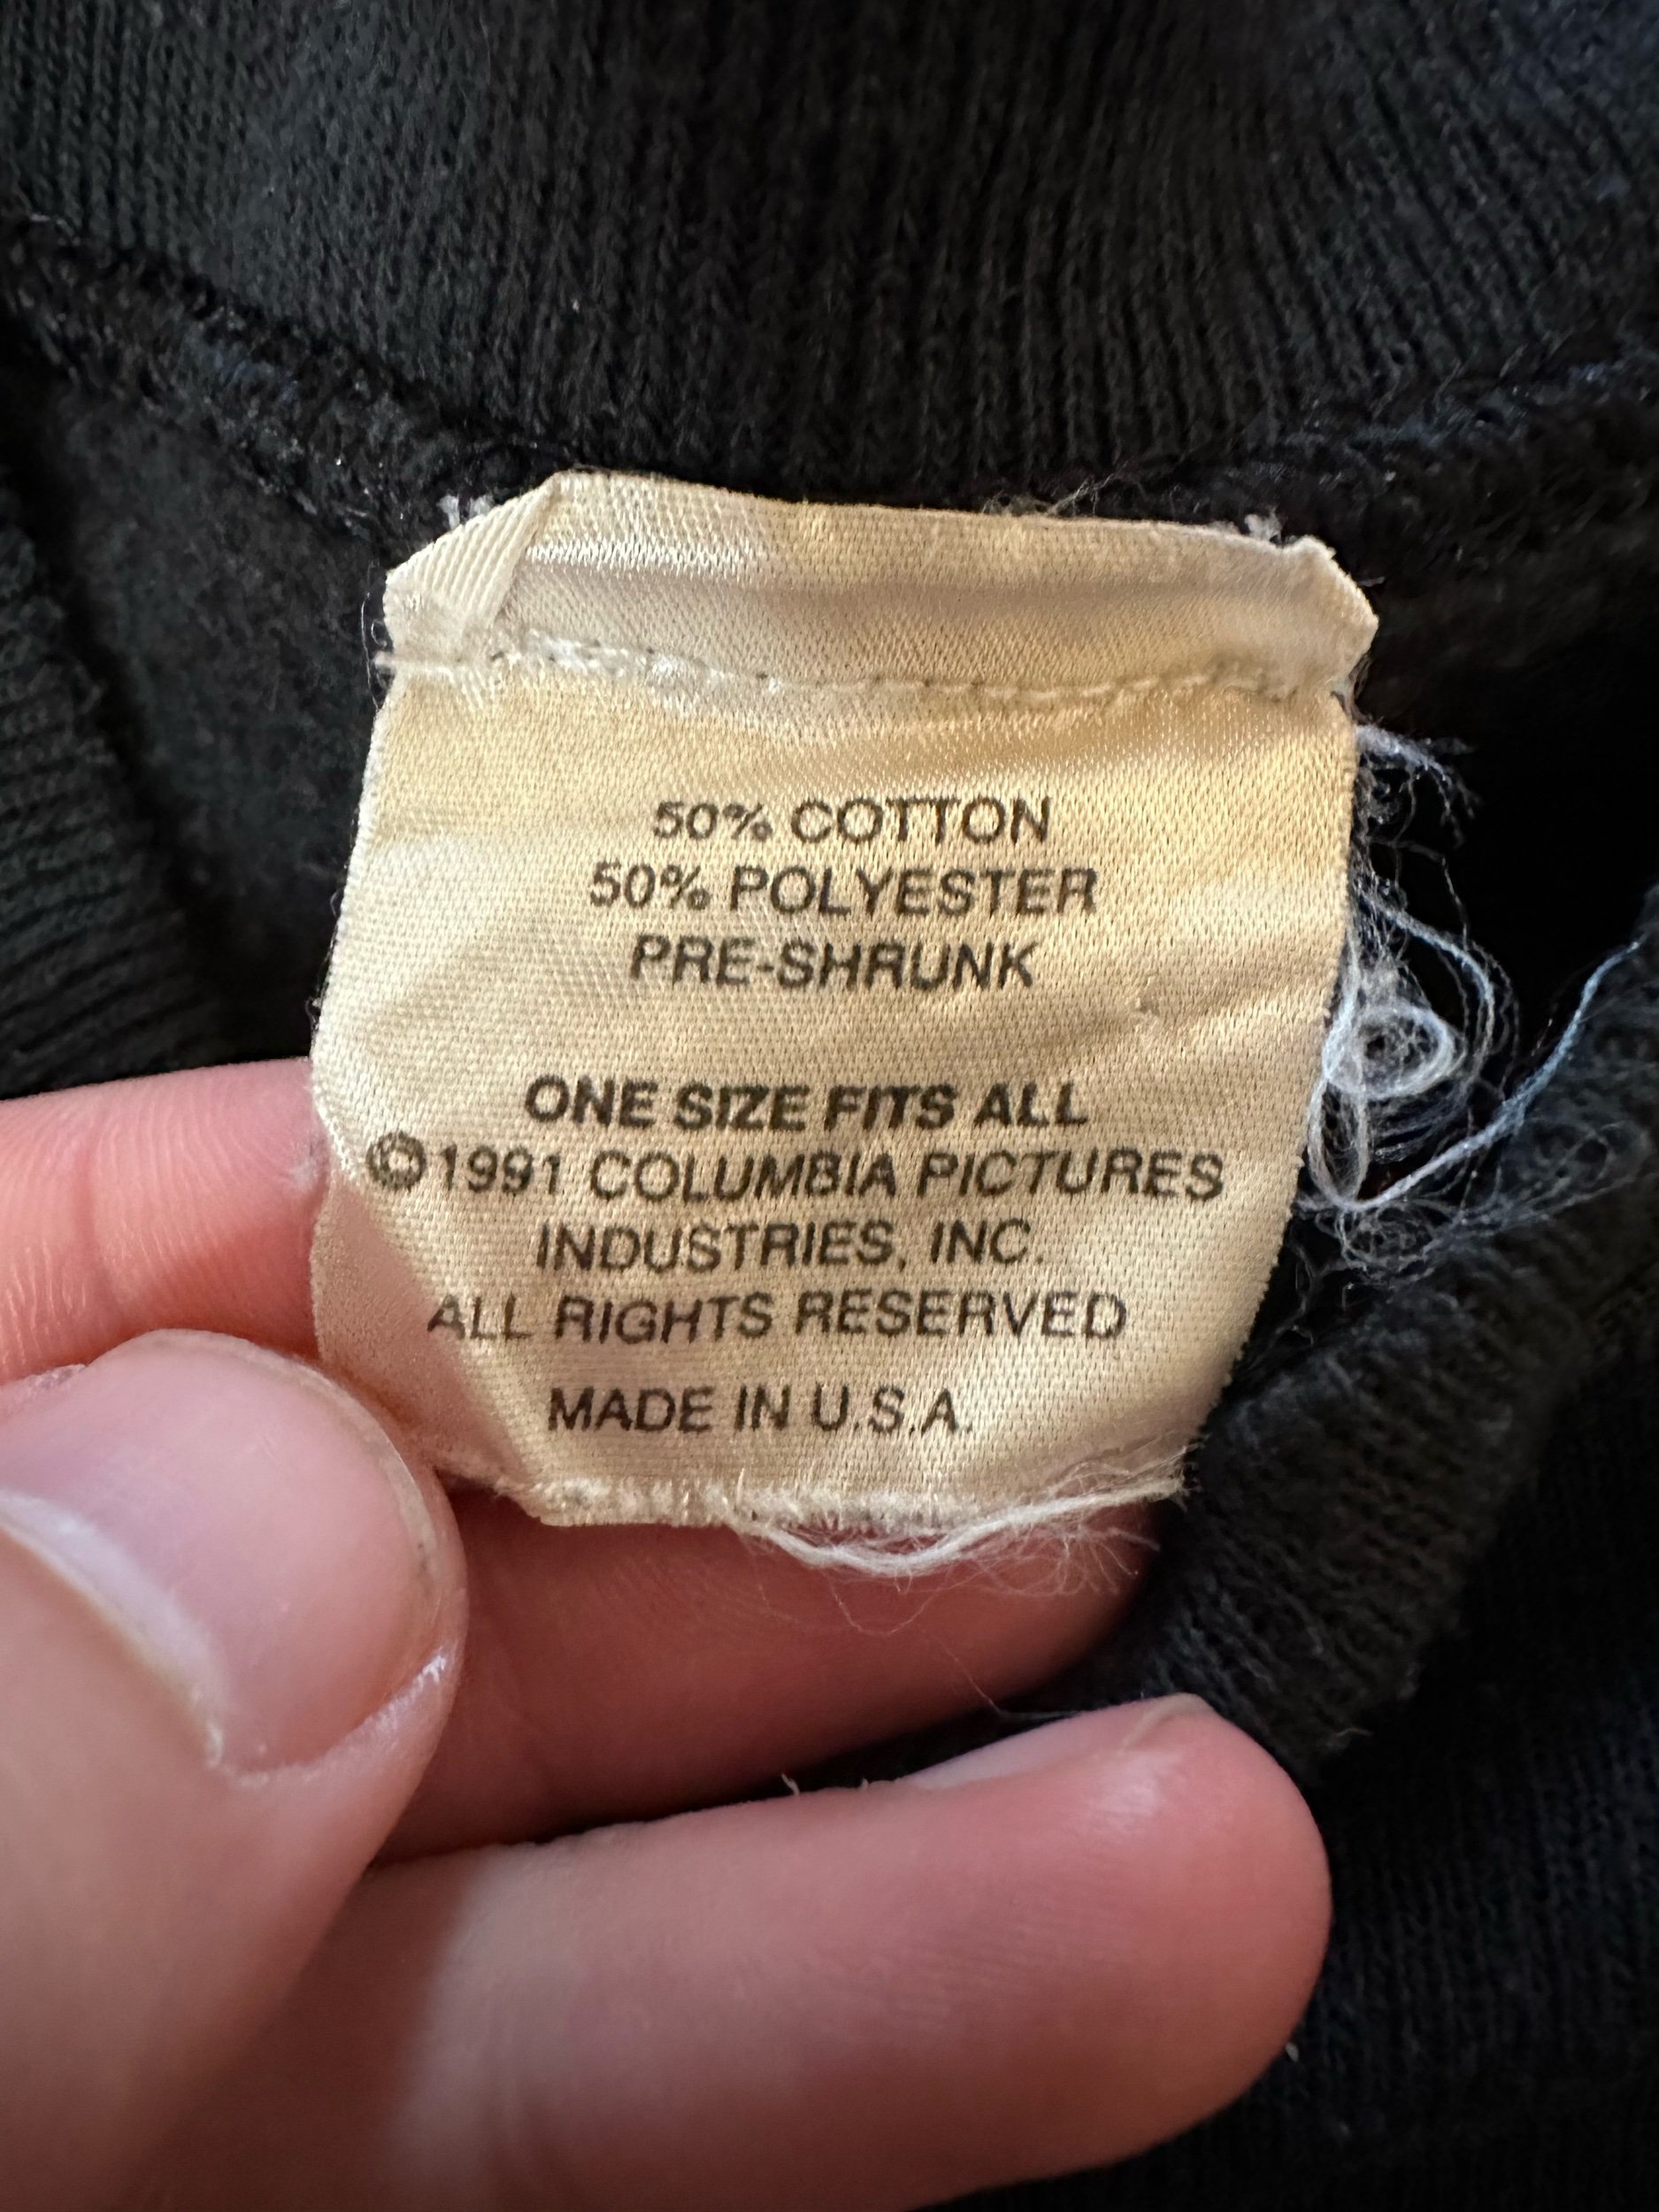 50% COTTON
50% POLYESTER
PRE-SHRUNK
ONE SIZE FITS ALL
©1991 COLUMBIA PICTURES
INDUSTRIES, INC.
ALL RIGHTS RESERVED
MADE IN U.S.A.